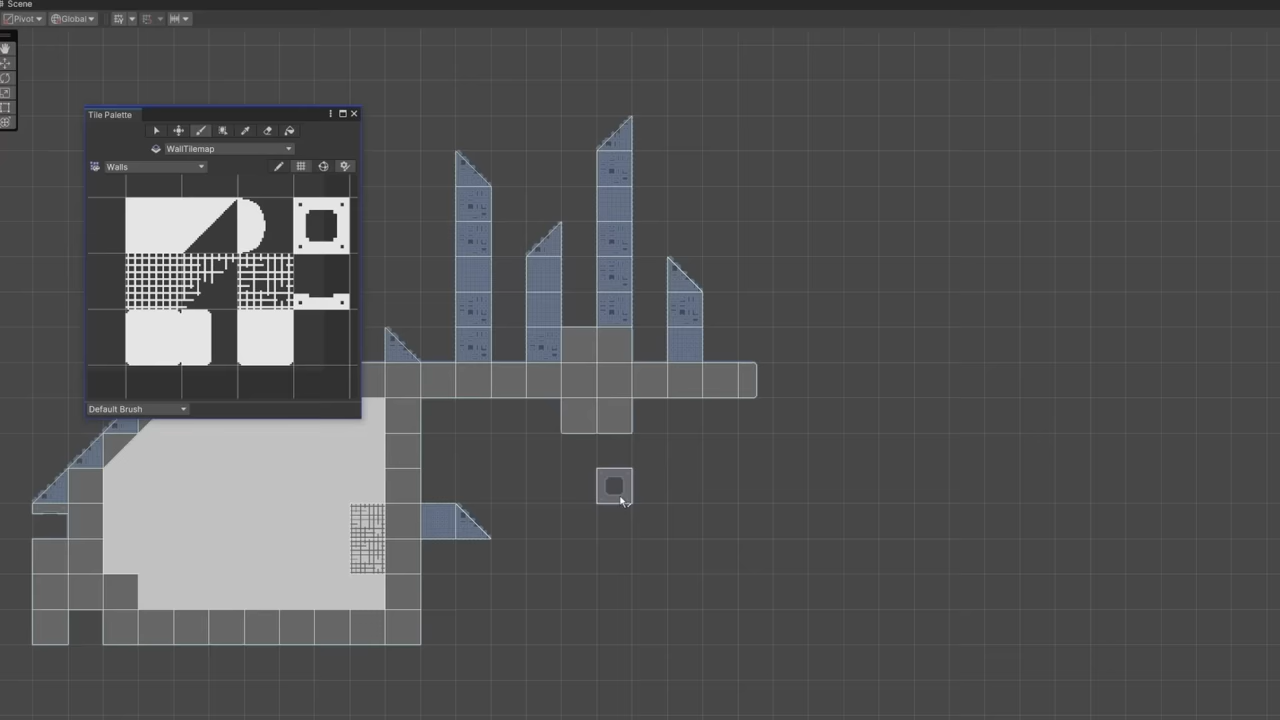 Scene
Pivot
Global
Tile Palette
WallTilemap
Walls
Default Brush